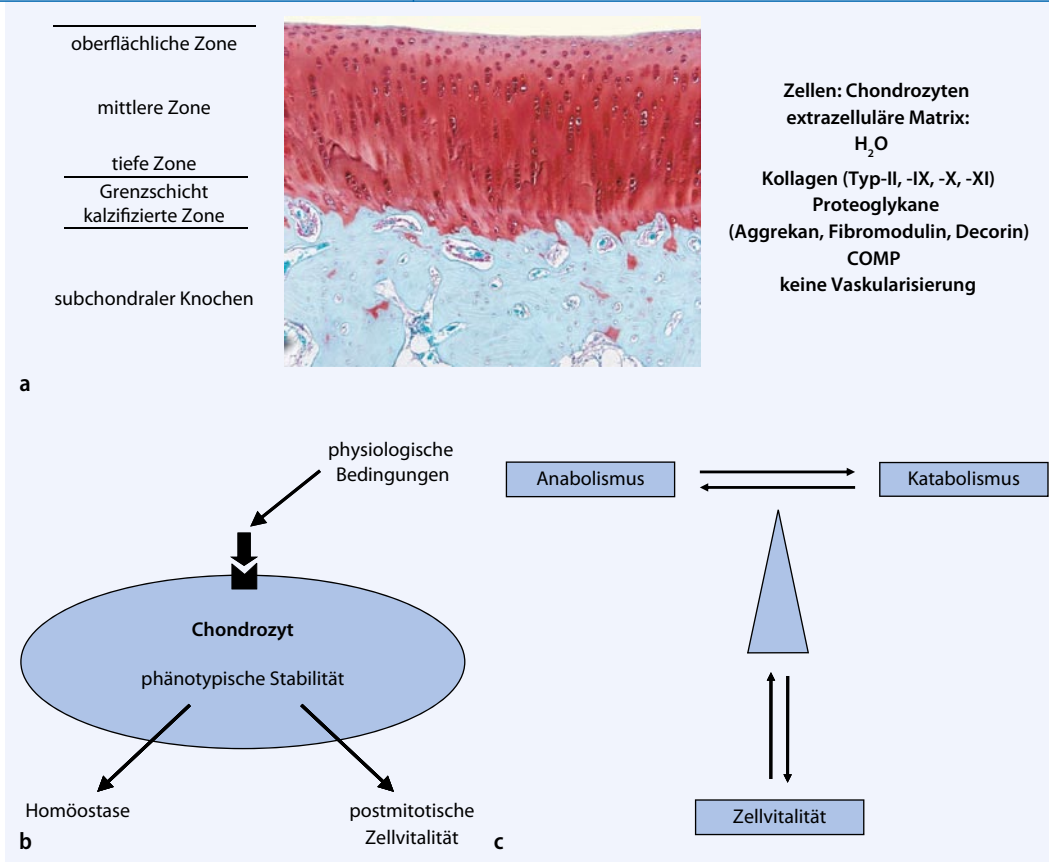 oberflächliche Zone
mittlere Zone
tiefe Zone
Grenzschicht
kalzifizierte Zone
subchondraler Knochen
Zellen: Chondrozyten
extrazelluläre Matrix:
H₂O
Kollagen (Typ-II, -IX, -X, -XI)
Proteoglykane
(Aggrekan, Fibromodulin, Decorin)
COMP
keine Vaskularisierung
a
physiologische
Bedingungen
Chondrozyt
phänotypische Stabilität
Homöostase
postmitotische
Zellvitalität
b
Anabolismus
Katabolismus
Zellvitalität
c